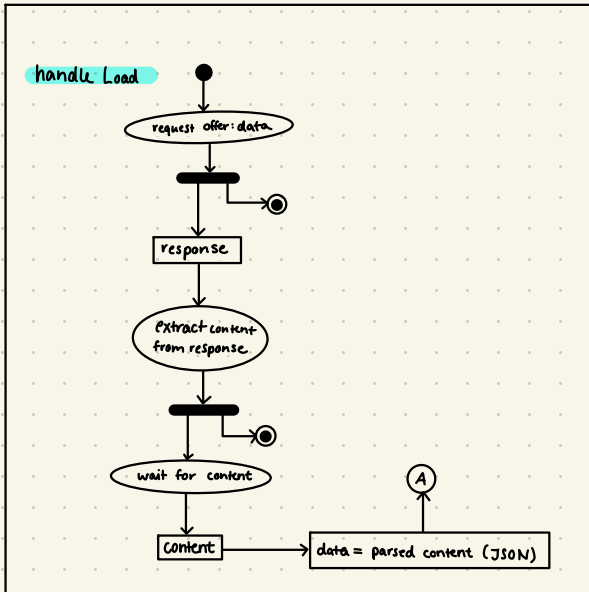 handle Load
request offer:data
response
extract content
from response
wait for content
content
data = parsed content (JSON)
A